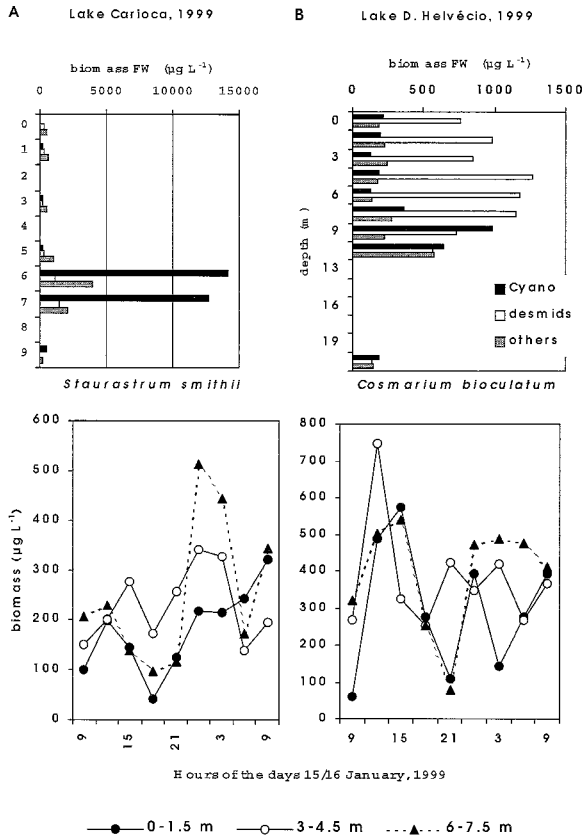 A Lake Carioca, 1999
B Lake D. Helvécio, 1999
biomass FW (µg L⁻¹)
0 5000 10000 15000
0
1
2
3
4
5
6
7
8
9
Staurastrum smithii
biomass FW (µg L⁻¹)
0 500 1000 1500
depth (m)
0
3
6
9
13
16
19
Cyano
desmids
others
Cosmarium bioculatum
biomass (µg L⁻¹)
600
500
400
300
200
100
0
9 15 21 3 9
800
700
600
500
400
300
200
100
0
9 15 21 3 9
Hours of the days 15/16 January, 1999
0-1.5 m 3-4.5 m 6-7.5 m